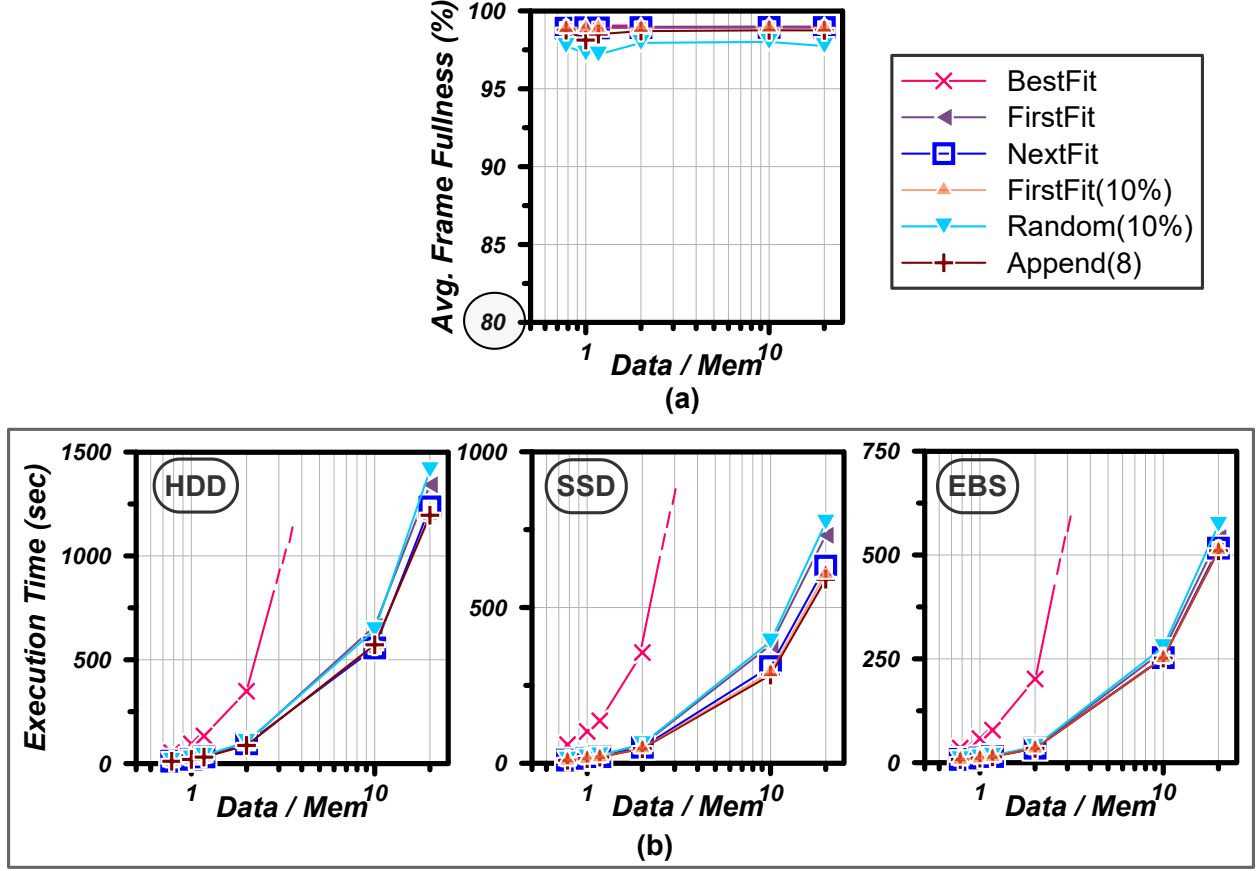 Avg. Frame Fullness (%)
100
95
90
85
80
1
10
Data / Mem
(a)
BestFit
FirstFit
NextFit
FirstFit(10%)
Random(10%)
Append(8)
Execution Time (sec)
1500
1000
500
0
HDD
1
10
Data / Mem
1000
500
0
SSD
1
10
Data / Mem
750
500
250
0
EBS
1
10
Data / Mem
(b)